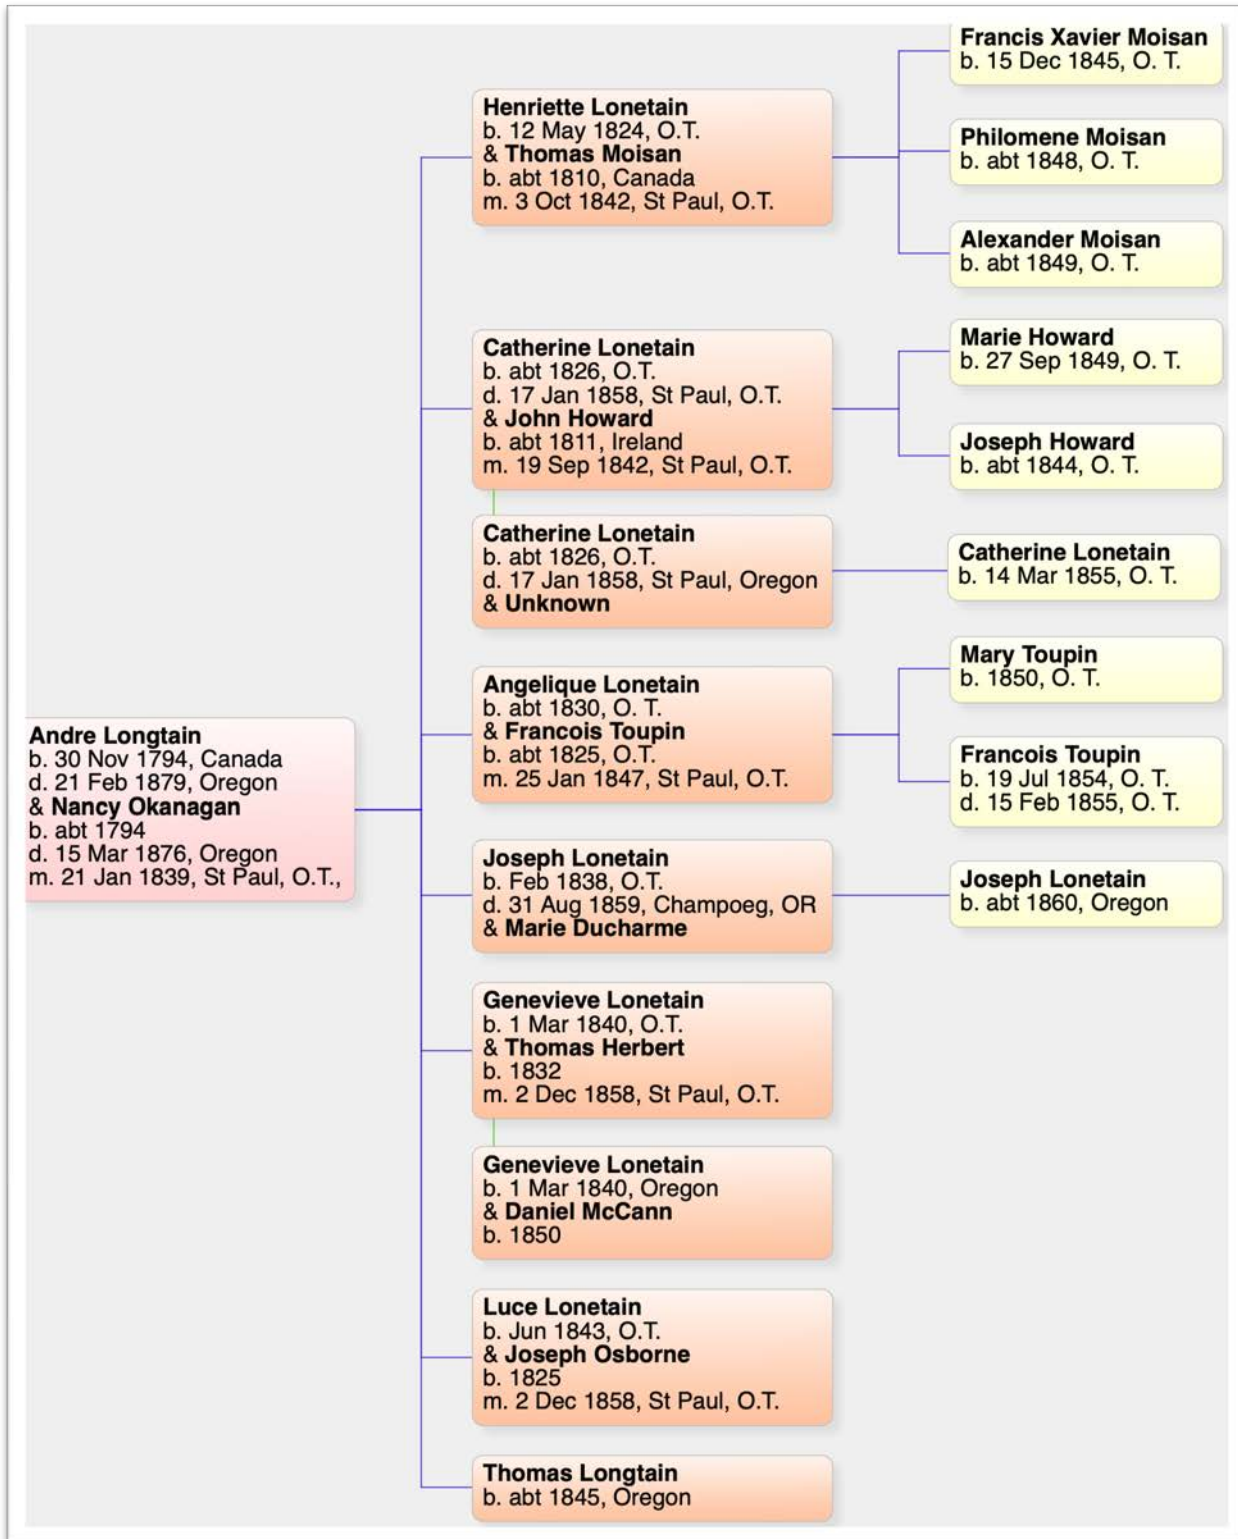 Andre Longtain
b. 30 Nov 1794, Canada
d. 21 Feb 1879, Oregon
& Nancy Okanagan
b. abt 1794
d. 15 Mar 1876, Oregon
m. 21 Jan 1839, St Paul, O.T.,
Henriette Lonetain
b. 12 May 1824, O.T.
& Thomas Moisan
b. abt 1810, Canada
m. 3 Oct 1842, St Paul, O.T.
Francis Xavier Moisan
b. 15 Dec 1845, O. T.
Philomene Moisan
b. abt 1848, O. T.
Alexander Moisan
b. abt 1849, O. T.
Catherine Lonetain
b. abt 1826, O.T.
d. 17 Jan 1858, St Paul, O.T.
& John Howard
b. abt 1811, Ireland
m. 19 Sep 1842, St Paul, O.T.
Marie Howard
b. 27 Sep 1849, O. T.
Joseph Howard
b. abt 1844, O. T.
Catherine Lonetain
b. abt 1826, O.T.
d. 17 Jan 1858, St Paul, Oregon
& Unknown
Catherine Lonetain
b. 14 Mar 1855, O. T.
Angelique Lonetain
b. abt 1830, O. T.
& Francois Toupin
b. abt 1825, O.T.
m. 25 Jan 1847, St Paul, O.T.
Mary Toupin
b. 1850, O. T.
Francois Toupin
b. 19 Jul 1854, O. T.
d. 15 Feb 1855, O. T.
Joseph Lonetain
b. Feb 1838, O.T.
d. 31 Aug 1859, Champoeg, OR
& Marie Ducharme
Joseph Lonetain
b. abt 1860, Oregon
Genevieve Lonetain
b. 1 Mar 1840, O.T.
& Thomas Herbert
b. 1832
m. 2 Dec 1858, St Paul, O.T.
Genevieve Lonetain
b. 1 Mar 1840, Oregon
& Daniel McCann
b. 1850
Luce Lonetain
b. Jun 1843, O.T.
& Joseph Osborne
b. 1825
m. 2 Dec 1858, St Paul, O.T.
Thomas Longtain
b. abt 1845, Oregon